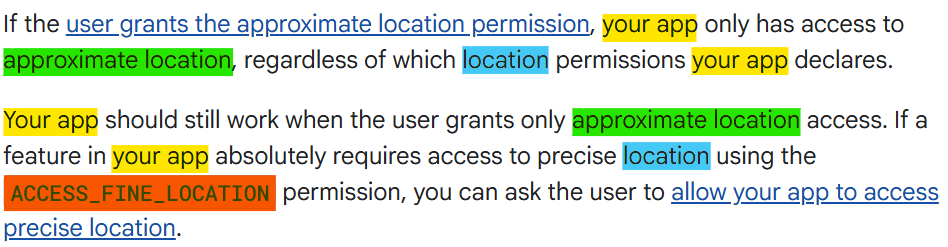 If the user grants the approximate location permission, your app only has access to
approximate location, regardless of which location permissions your app declares.
Your app should still work when the user grants only approximate location access. If a
feature in your app absolutely requires access to precise location using the
ACCESS_FINE_LOCATION permission, you can ask the user to allow your app to access
precise location.